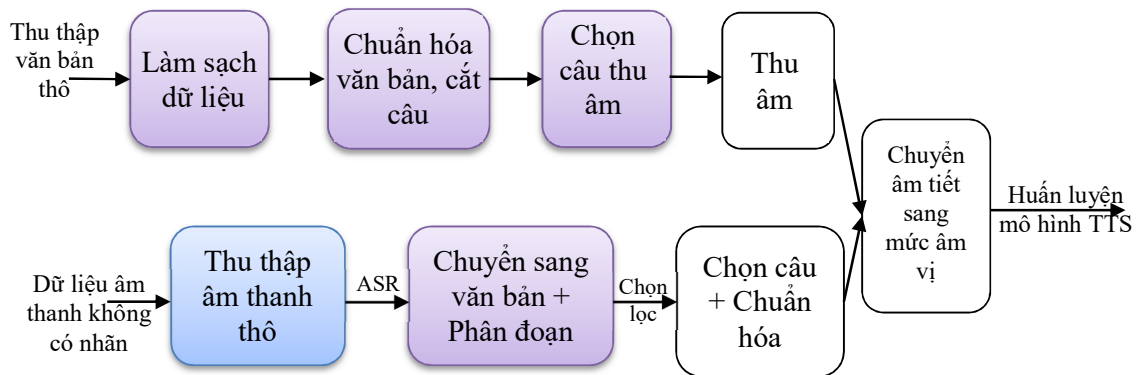 Thu thập
văn bản
thô
Làm sạch
dữ liệu
Chuẩn hóa
văn bản, cắt
câu
Chọn
câu thu
âm
Thu
âm
Chuyển
âm tiết
sang
mức âm
vị
Huấn luyện
mô hình TTS
Dữ liệu âm
thanh không
có nhãn
Thu thập
âm thanh
thô
ASR
Chuyển sang
văn bản +
Phân đoạn
Chọn
lọc
Chọn câu
+ Chuẩn
hóa